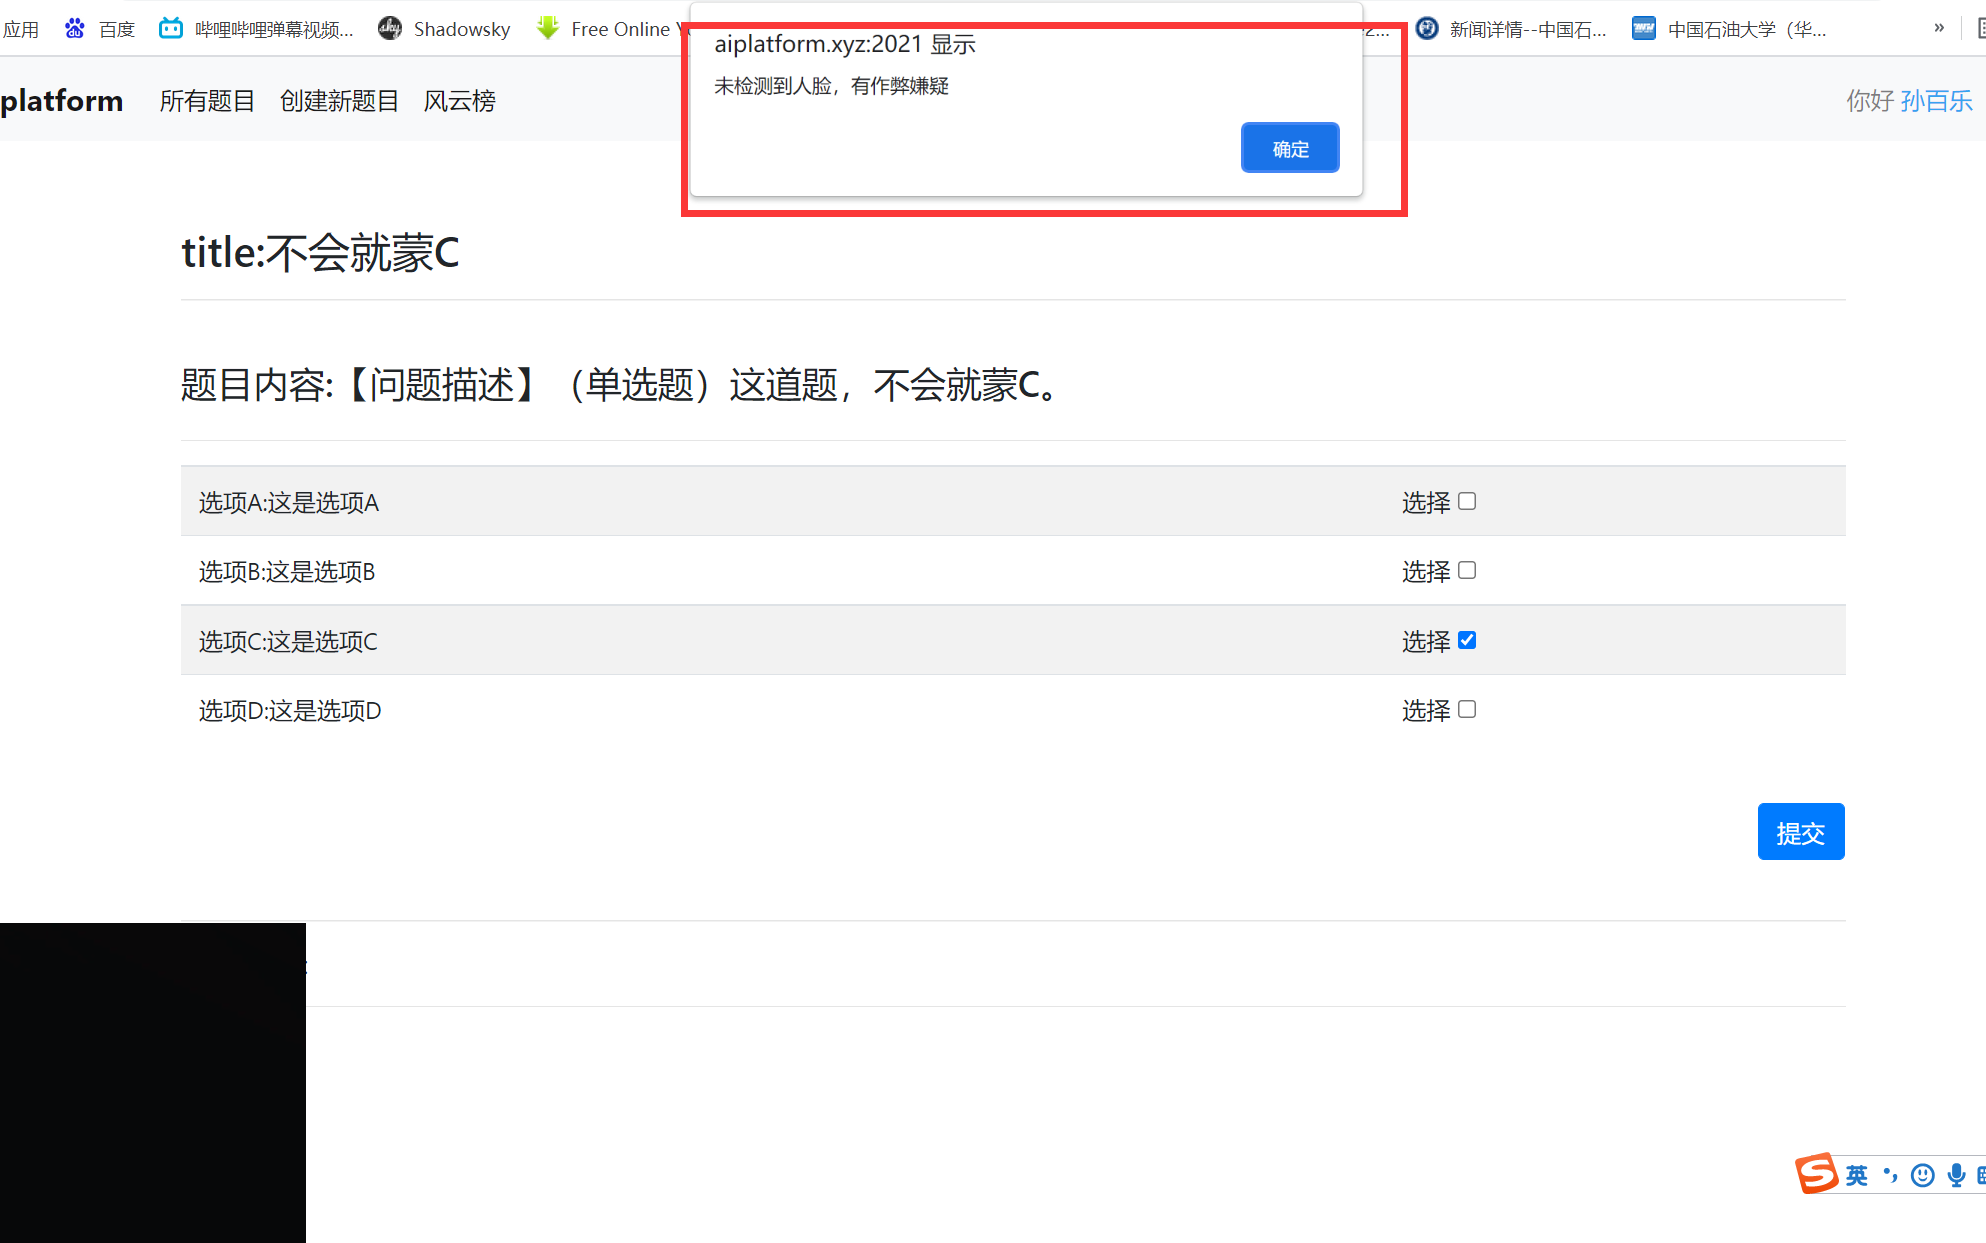 应用 百度 哔哩哔哩弹幕视频... Shadowsky Free Online 新闻详情--中国石... 中国石油大学（华... »
aiplatform.xyz:2021 显示
未检测到人脸，有作弊嫌疑
确定
platform 所有题目 创建新题目 风云榜 你好 孙百乐
title:不会就蒙C
题目内容:【问题描述】（单选题）这道题，不会就蒙C。
选项A:这是选项A 选择
选项B:这是选项B 选择
选项C:这是选项C 选择
选项D:这是选项D 选择
提交
英